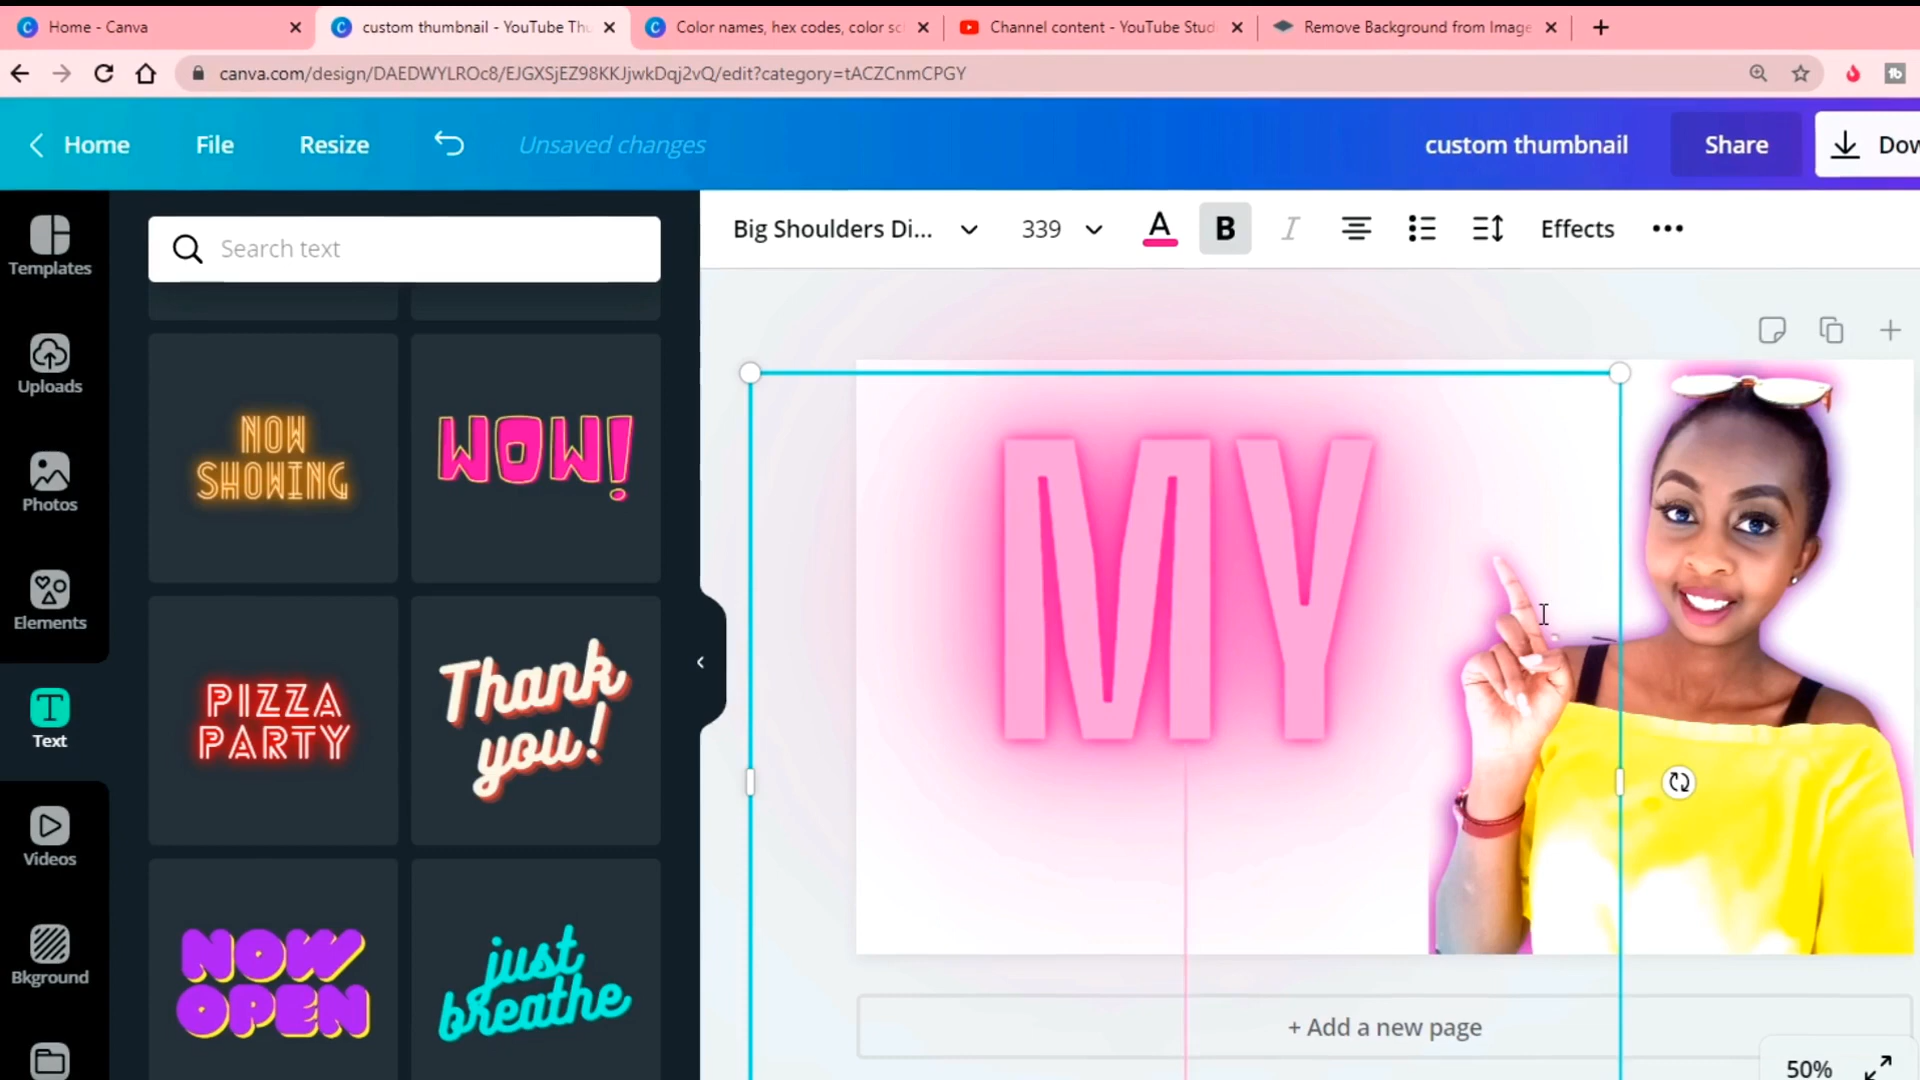 Home - Canva
custom thumbnail - YouTube Thu
Color names, hex codes, color sc
Channel content - YouTube Stud
Remove Background from Image
canva.com/design/DAEDWYLROc8/EJGXSjEZ98KKJjwkDqj2vQ/edit?category=tACZCnmCPGY
Home
File
Resize
Unsaved changes
custom thumbnail
Share
Dow
Templates
Uploads
Photos
Elements
Text
Videos
Bkground
Search text
NOW
SHOWING
WOW!
PIZZA
PARTY
Thank
you!
NOW
OPEN
just
breathe
Big Shoulders Di...
339
A
B
I
Effects
MY
+ Add a new page
50%